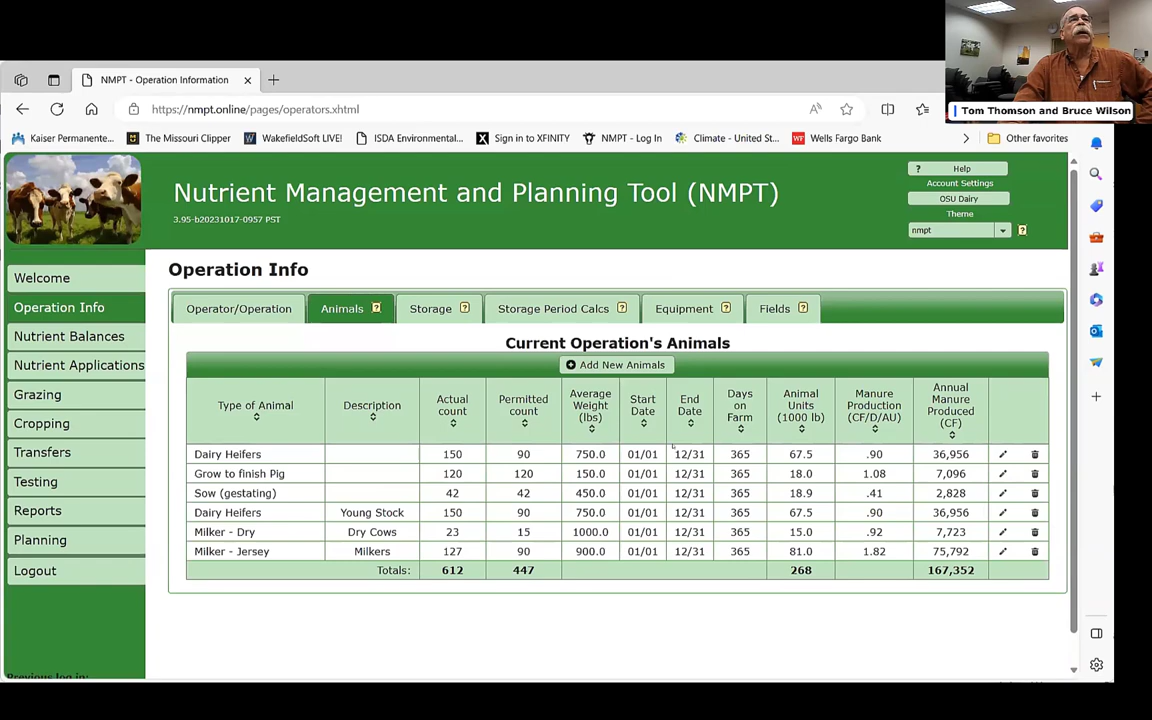 NMPT - Operation Information
https://nmpt.online/pages/operators.xhtml
Tom Thomson and Bruce Wilson
Kaiser Permanente... The Missouri Clipper WakefieldSoft LIVE! ISDA Environmental... Sign in to XFINITY NMPT - Log In Climate - United St... Wells Fargo Bank Other favorites
Nutrient Management and Planning Tool (NMPT)
3.95-b20231017-0957 PST
? Help
Account Settings
OSU Dairy
Theme
nmpt ?
Welcome
Operation Info
Nutrient Balances
Nutrient Applications
Grazing
Cropping
Transfers
Testing
Reports
Planning
Logout
Operation Info
Operator/Operation Animals ? Storage ? Storage Period Calcs ? Equipment ? Fields ?
Current Operation's Animals
Add New Animals
Type of Animal Description Actual count Permitted count Average Weight (lbs) Start Date End Date Days on Farm Animal Units (1000 lb) Manure Production (CF/D/AU) Annual Manure Produced (CF)
Dairy Heifers 150 90 750.0 01/01 12/31 365 67.5 .90 36,956
Grow to finish Pig 120 120 150.0 01/01 12/31 365 18.0 1.08 7,096
Sow (gestating) 42 42 450.0 01/01 12/31 365 18.9 .41 2,828
Dairy Heifers Young Stock 150 90 750.0 01/01 12/31 365 67.5 .90 36,956
Milker - Dry Dry Cows 23 15 1000.0 01/01 12/31 365 15.0 .92 7,723
Milker - Jersey Milkers 127 90 900.0 01/01 12/31 365 81.0 1.82 75,792
Totals: 612 447 268 167,352
Previous log in: